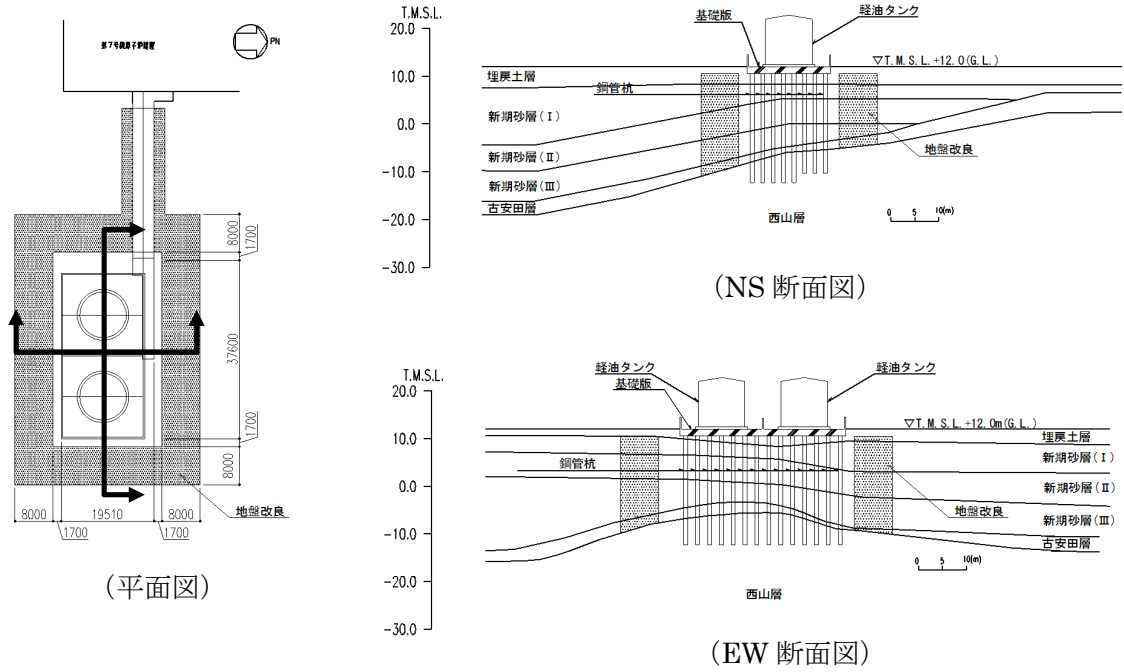 第7号機原子炉建屋
PN
8000
1700
37600
1700
8000
8000
19510
8000
1700
1700
地盤改良
(平面図)
T.M.S.L.
20.0
10.0
0.0
-10.0
-20.0
-30.0
基礎版
軽油タンク
▽T.M.S.L.+12.0(G.L.)
埋戻土層
鋼管杭
新期砂層(Ⅰ)
新期砂層(Ⅱ)
新期砂層(Ⅲ)
古安田層
地盤改良
西山層
0 5 10(m)
(NS 断面図)
T.M.S.L.
20.0
10.0
0.0
-10.0
-20.0
-30.0
軽油タンク
基礎版
軽油タンク
▽T.M.S.L.+12.0m(G.L.)
埋戻土層
新期砂層(Ⅰ)
鋼管杭
新期砂層(Ⅱ)
地盤改良
新期砂層(Ⅲ)
古安田層
0 5 10(m)
西山層
(EW 断面図)